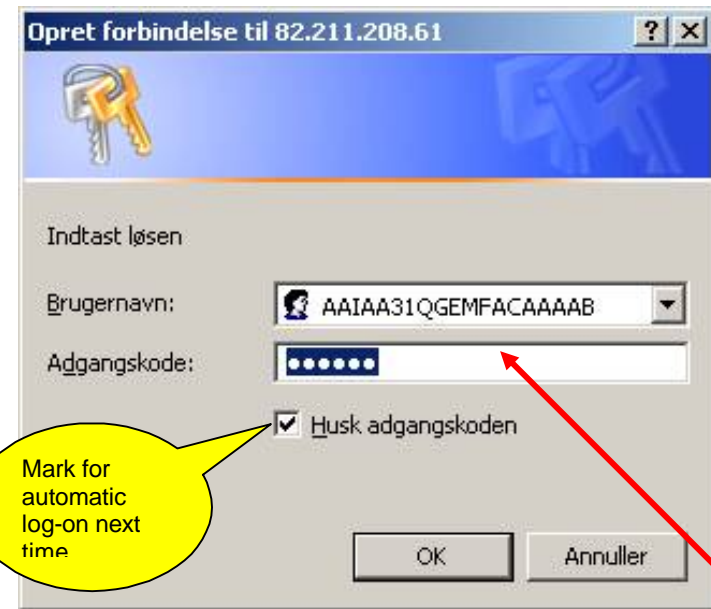 Opret forbindelse til 82.211.208.61
Indtast løsen
Brugernavn:
AAIAA31QGEMFACAAAAB
Adgangskode:
••••••
Husk adgangskoden
Mark for
automatic
log-on next
time
OK
Annuller